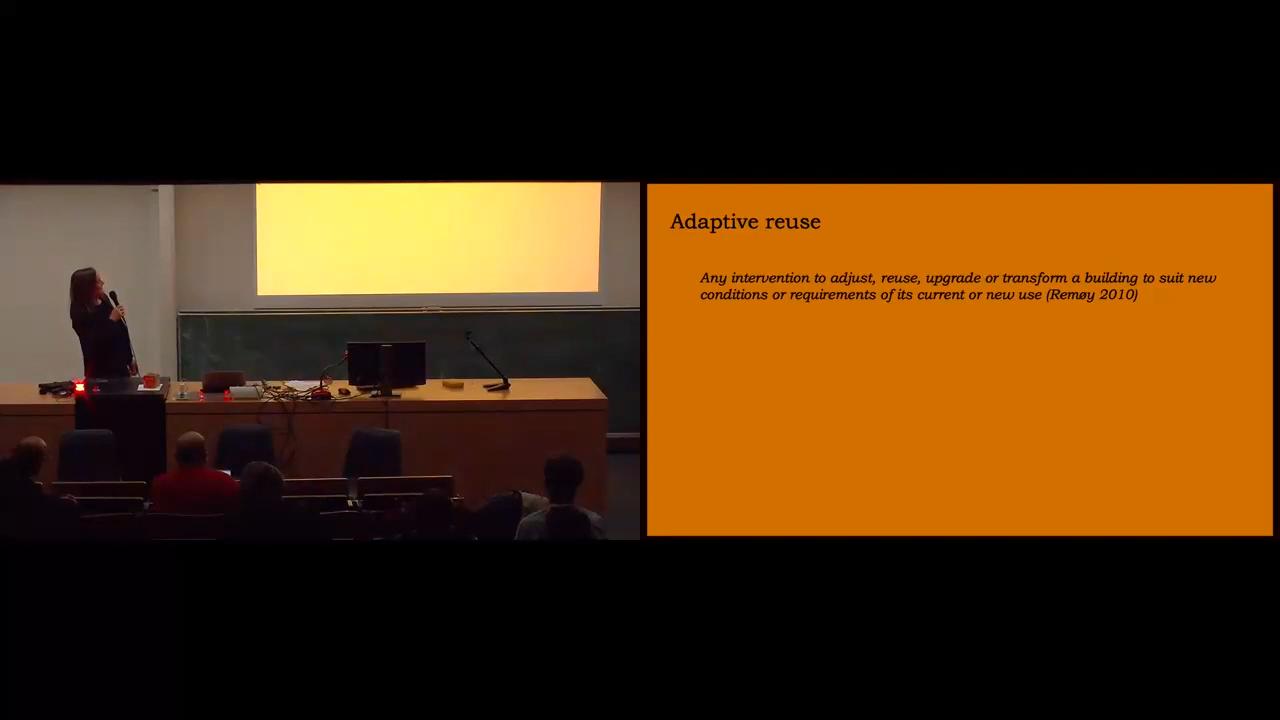 Adaptive reuse
Any intervention to adjust, reuse, upgrade or transform a building to suit new
conditions or requirements of its current or new use (Remøy 2010)